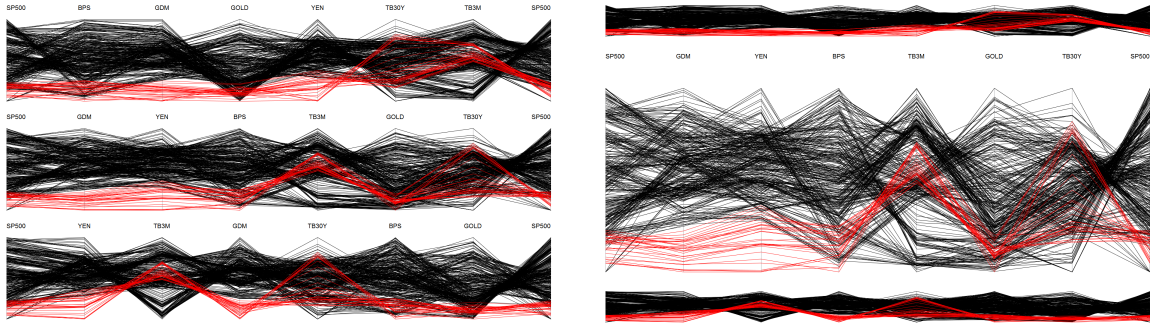 SP500 BPS GDM GOLD YEN TB30Y TB3M SP500
SP500 GDM YEN BPS TB3M GOLD TB30Y SP500
SP500 YEN TB3M GDM TB30Y BPS GOLD SP500
SP500 GDM YEN BPS TB3M GOLD TB30Y SP500